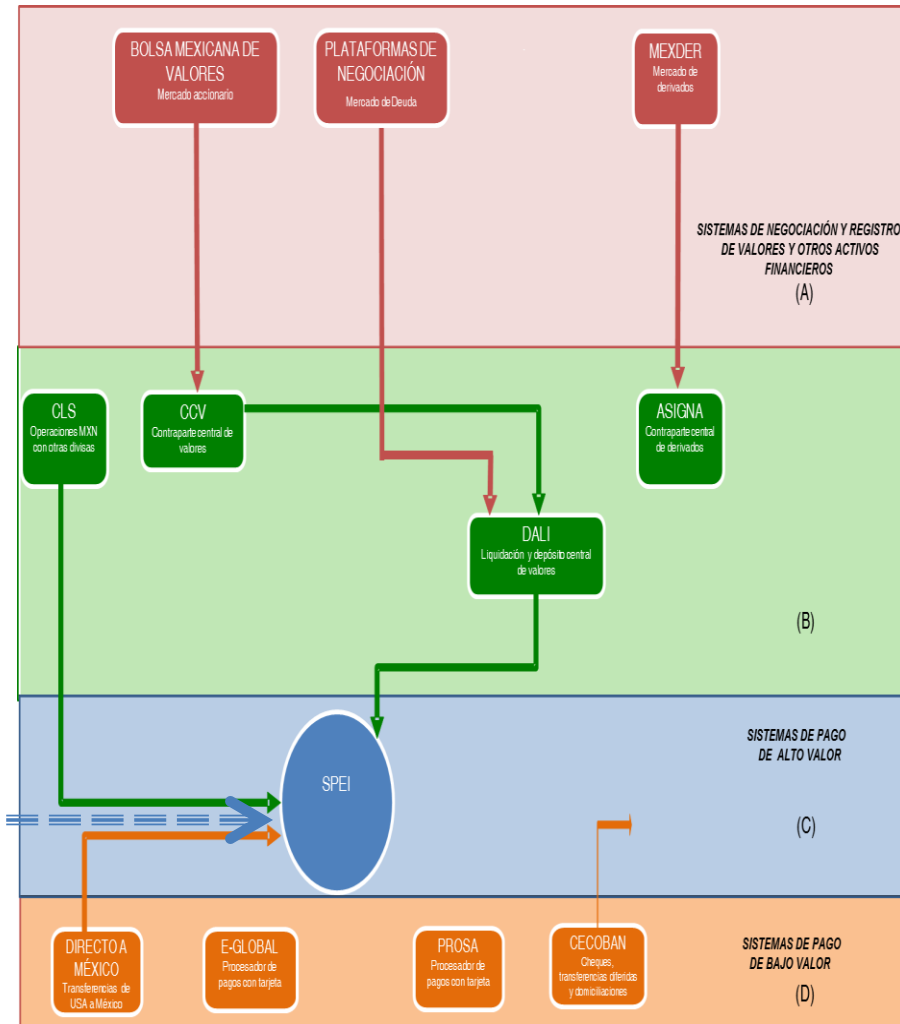 BOLSA MEXICANA DE
VALORES
Mercado accionario
PLATAFORMAS DE
NEGOCIACIÓN
Mercado de Deuda
MEXDER
Mercado de
derivados
SISTEMAS DE NEGOCIACIÓN Y REGISTRO
DE VALORES Y OTROS ACTIVOS
FINANCIEROS
(A)
CLS
Operaciones MXN
con otras divisas
CCV
Contraparte central de
valores
ASIGNA
Contraparte central
de derivados
DALI
Liquidación y depósito central
de valores
(B)
SISTEMAS DE PAGO
DE ALTO VALOR
SPEI
(C)
DIRECTO A
MÉXICO
Transferencias de
USA a México
E-GLOBAL
Procesador de
pagos con tarjeta
PROSA
Procesador de
pagos con tarjeta
CECOBAN
Cheques,
transferencias diferidas
y domiciliaciones
SISTEMAS DE PAGO
DE BAJO VALOR
(D)